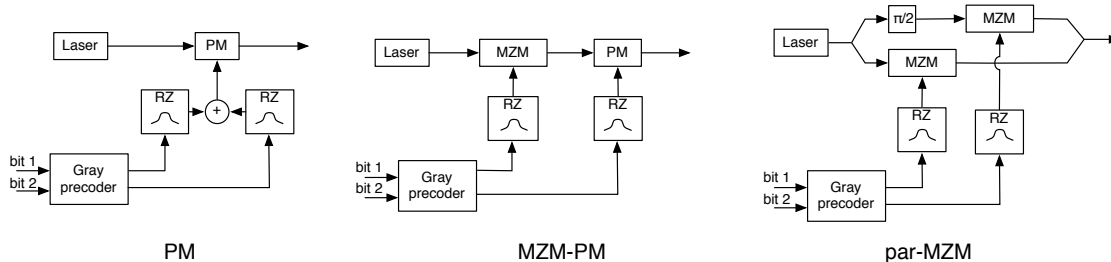 Laser
PM
RZ
+
RZ
bit 1
bit 2
Gray
precoder
PM
Laser
MZM
PM
RZ
RZ
bit 1
bit 2
Gray
precoder
MZM-PM
Laser
π/2
MZM
MZM
RZ
RZ
bit 1
bit 2
Gray
precoder
par-MZM